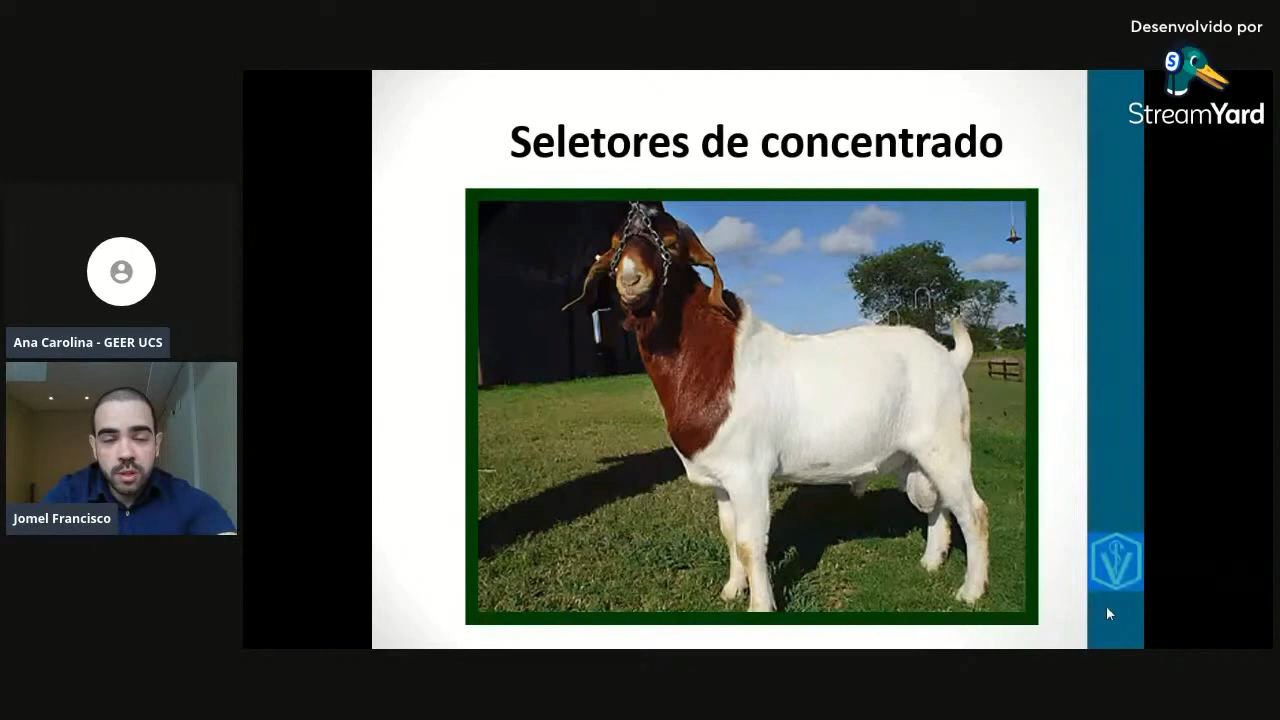 Desenvolvido por
StreamYard
Seletores de concentrado
Ana Carolina - GEER UCS
Jomel Francisco